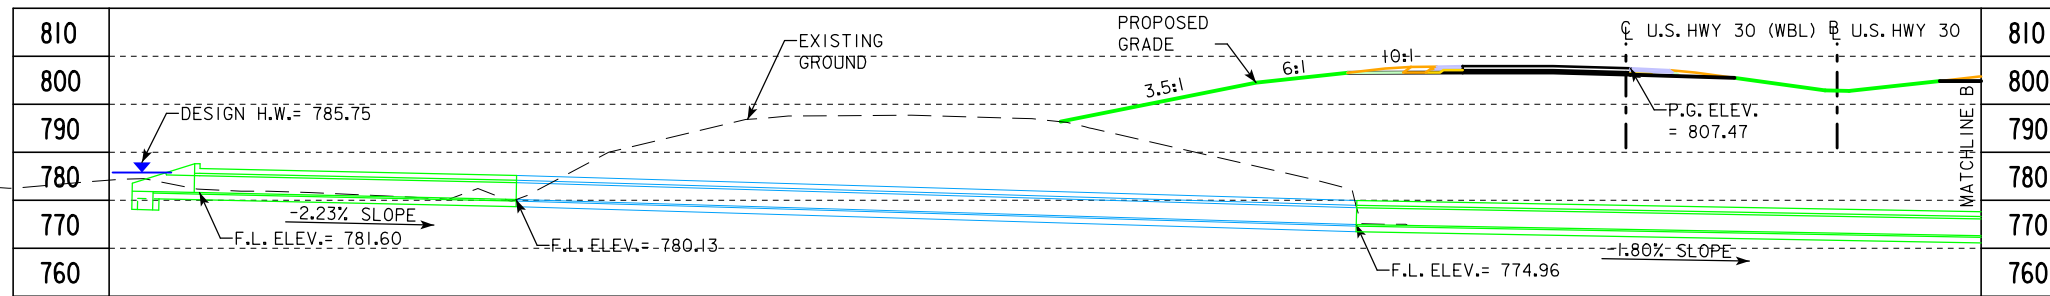 810
800
790
780
770
760
DESIGN H.W.= 785.75
EXISTING
GROUND
PROPOSED
GRADE
3.5:1
6:1
10:1
℄ U.S. HWY 30 (WBL)
B U.S. HWY 30
P.G. ELEV.
= 807.47
MATCHLINE B
-2.23% SLOPE
F.L. ELEV.= 781.60
F.L. ELEV.= 780.13
F.L. ELEV.= 774.96
-1.80% SLOPE
810
800
790
780
770
760